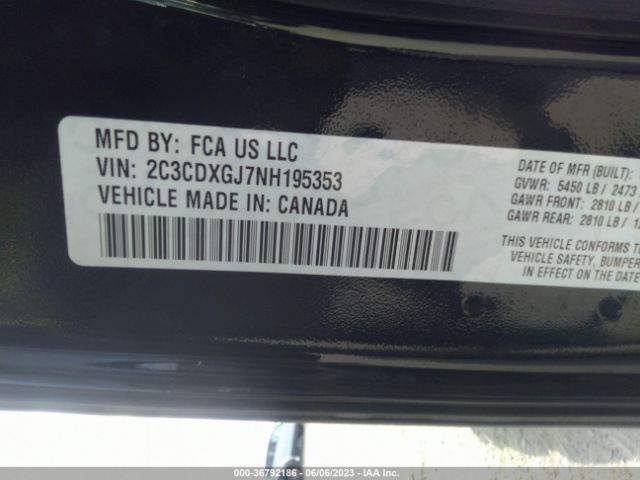 MFD BY: FCA US LLC
VIN: 2C3CDXGJ7NH195353
VEHICLE MADE IN: CANADA
DATE OF MFR (BUILT):
GVWR: 5450 LB / 2473
GAWR FRONT: 2810 LB /
GAWR REAR: 2810 LB /
THIS VEHICLE CONFORMS
VEHICLE SAFETY, BUMPER
IN EFFECT ON THE DATE
000-36792186 - 06/06/2023 - IAA Corp.